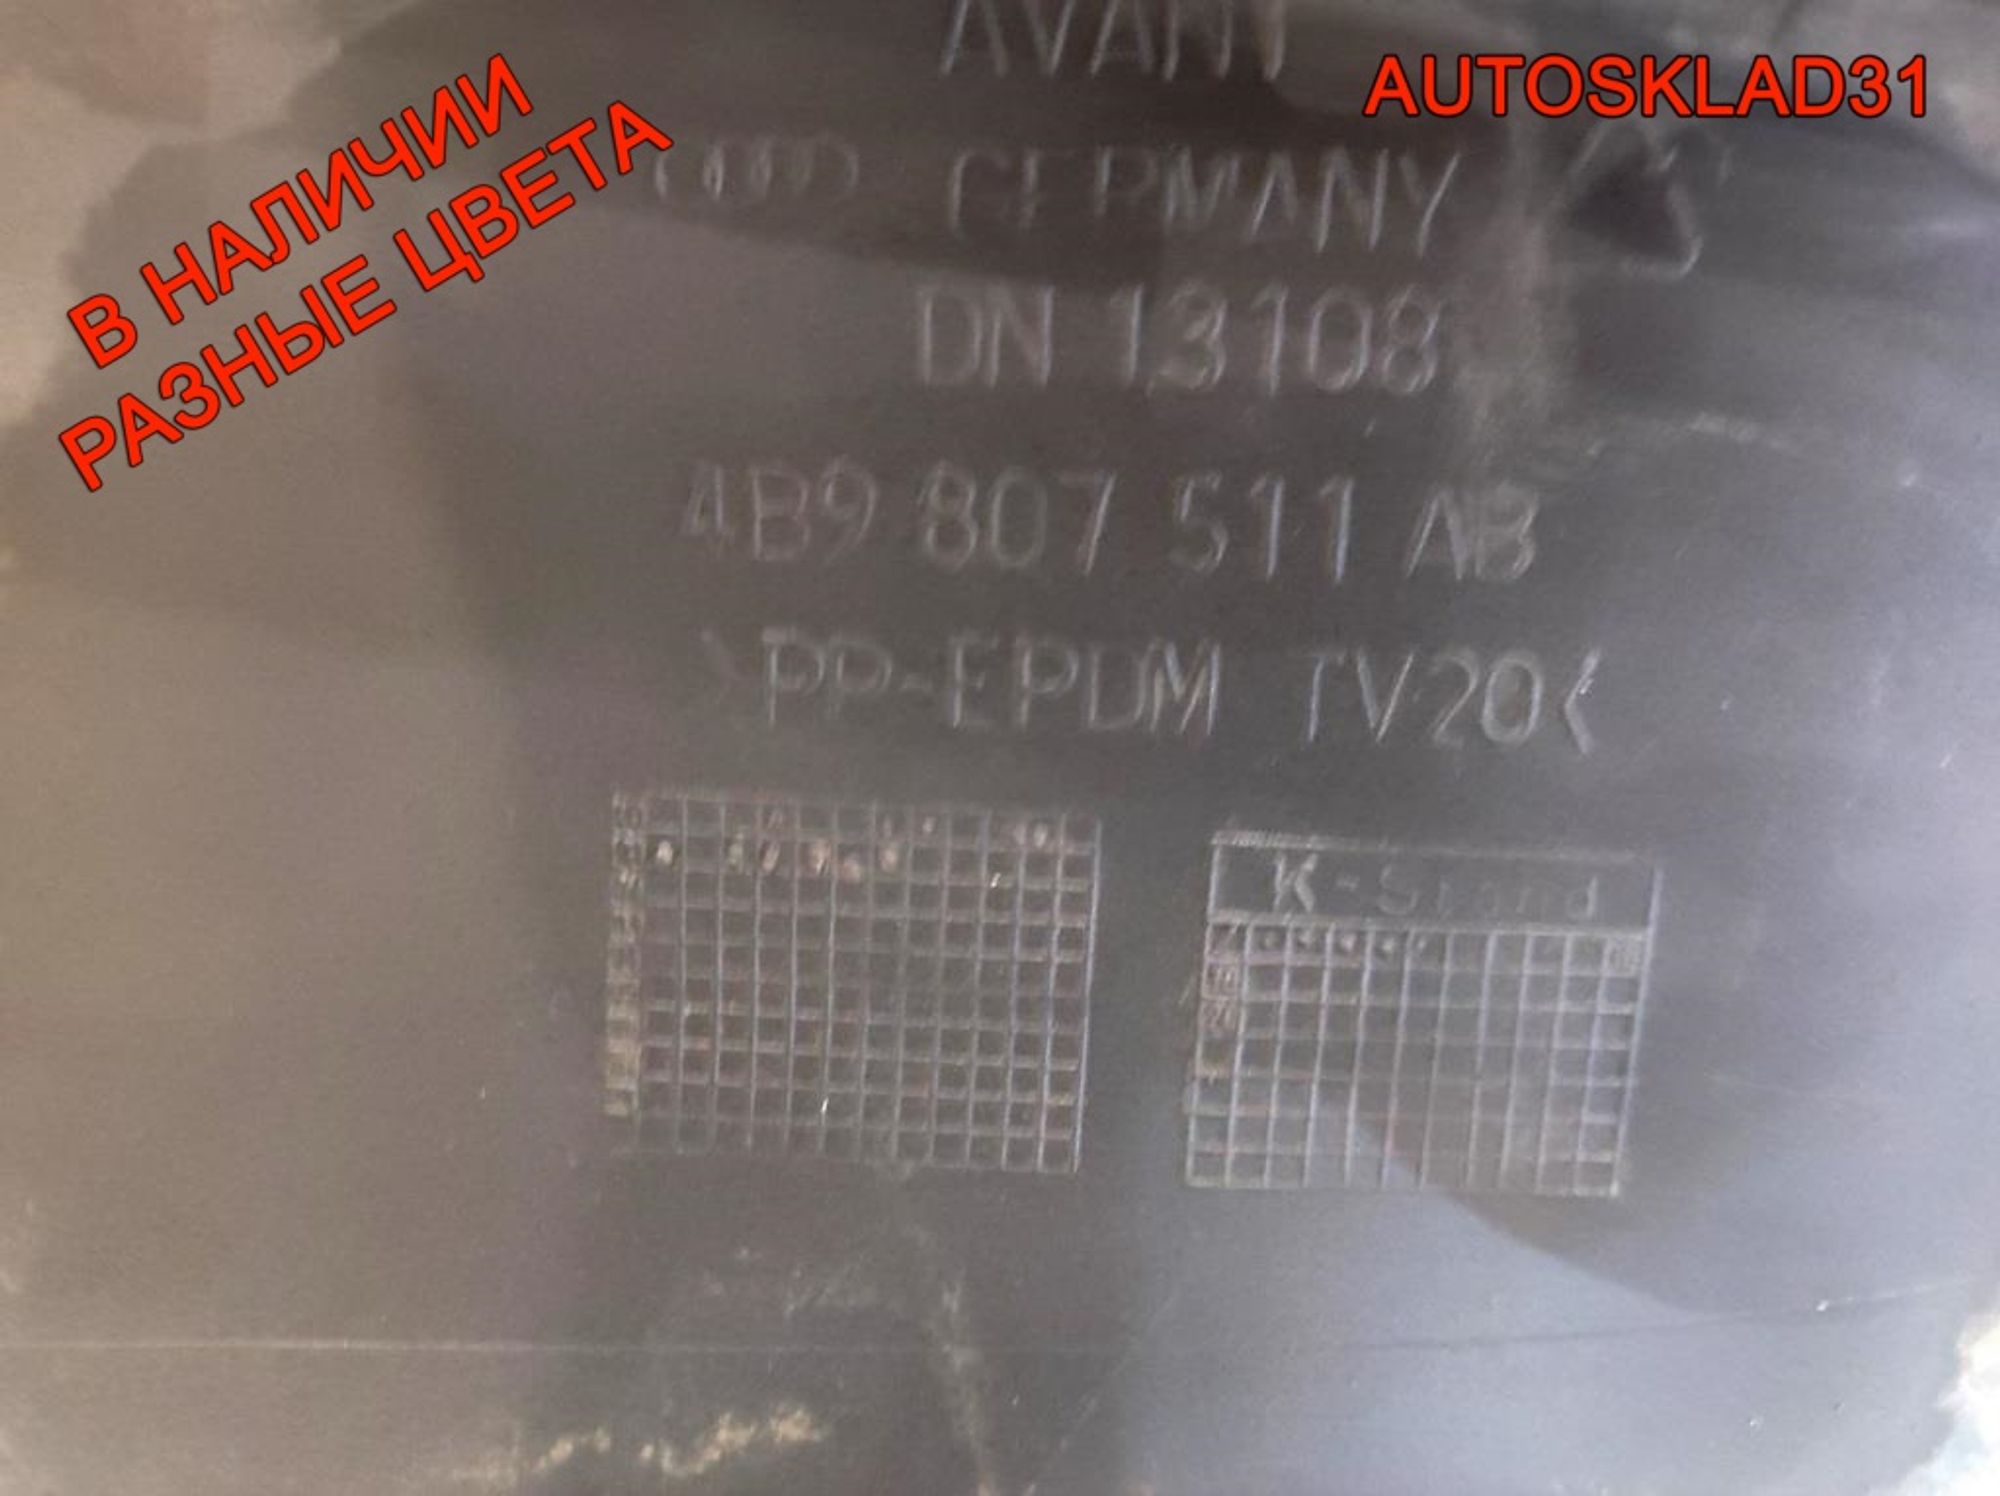 AVANT
AUTOSKLAD31
В НАЛИЧИИ
РАЗНЫЕ ЦВЕТА
GERMANY
DN 13108
4B9 807 511 AB
>PP-EPDM TV20<
K-Stand